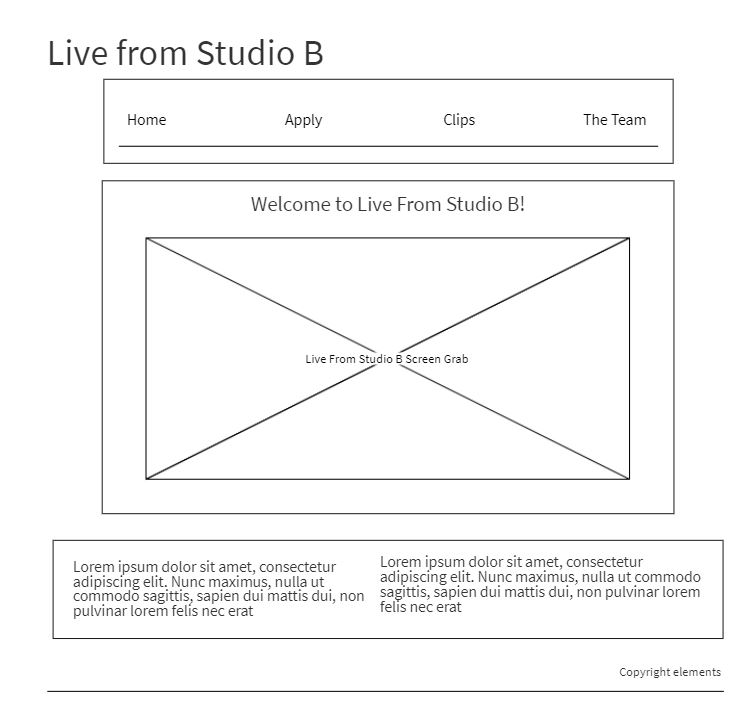 Live from Studio B
Home Apply Clips The Team
Welcome to Live From Studio B!
Live From Studio B Screen Grab
Lorem ipsum dolor sit amet, consectetur
adipiscing elit. Nunc maximus, nulla ut
commodo sagittis, sapien dui mattis dui, non
pulvinar lorem felis nec erat
Lorem ipsum dolor sit amet, consectetur
adipiscing elit. Nunc maximus, nulla ut commodo
sagittis, sapien dui mattis dui, non pulvinar lorem
felis nec erat
Copyright elements